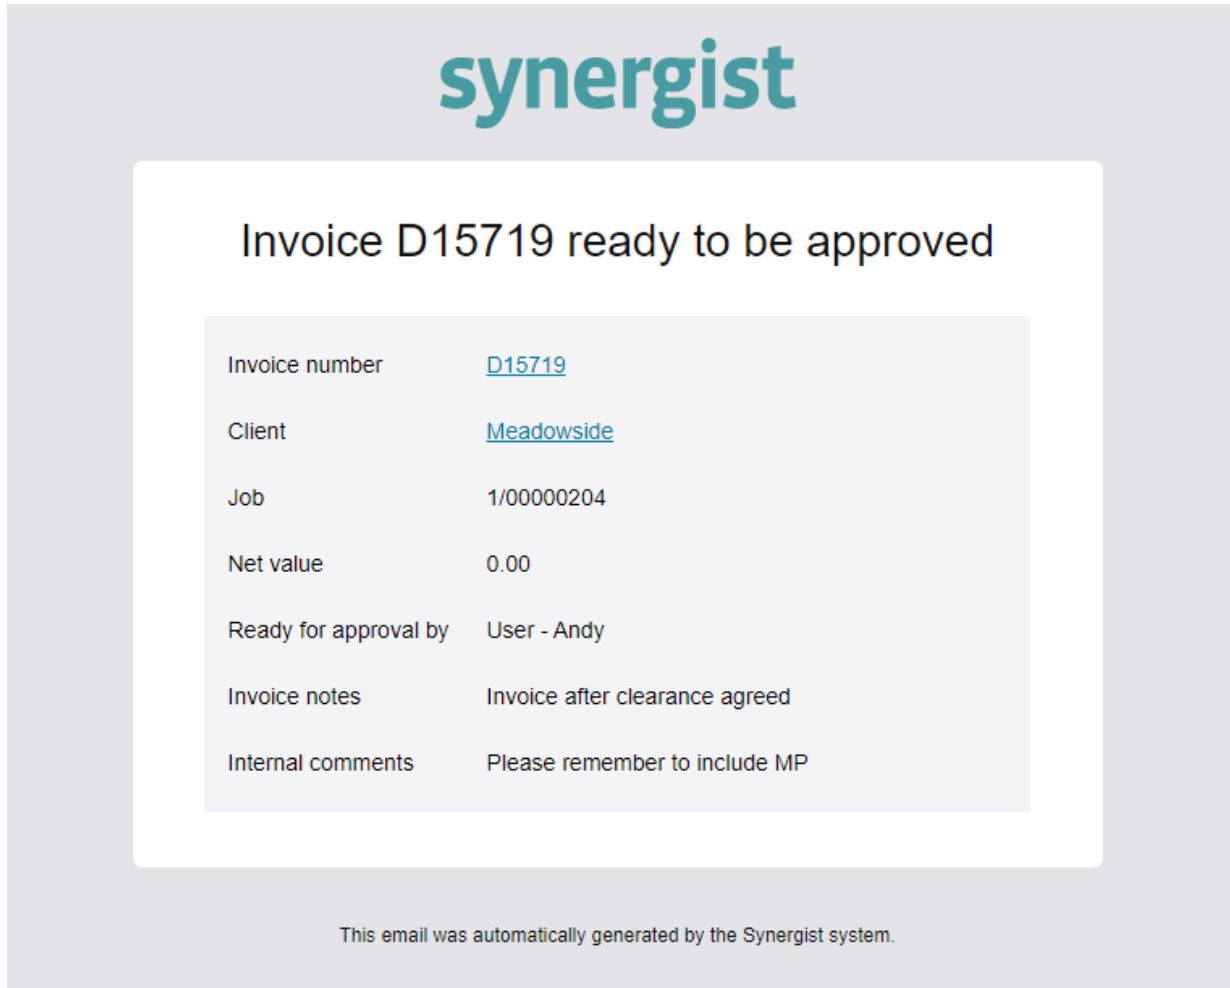 synergist
Invoice D15719 ready to be approved
Invoice number D15719
Client Meadowside
Job 1/00000204
Net value 0.00
Ready for approval by User - Andy
Invoice notes Invoice after clearance agreed
Internal comments Please remember to include MP
This email was automatically generated by the Synergist system.